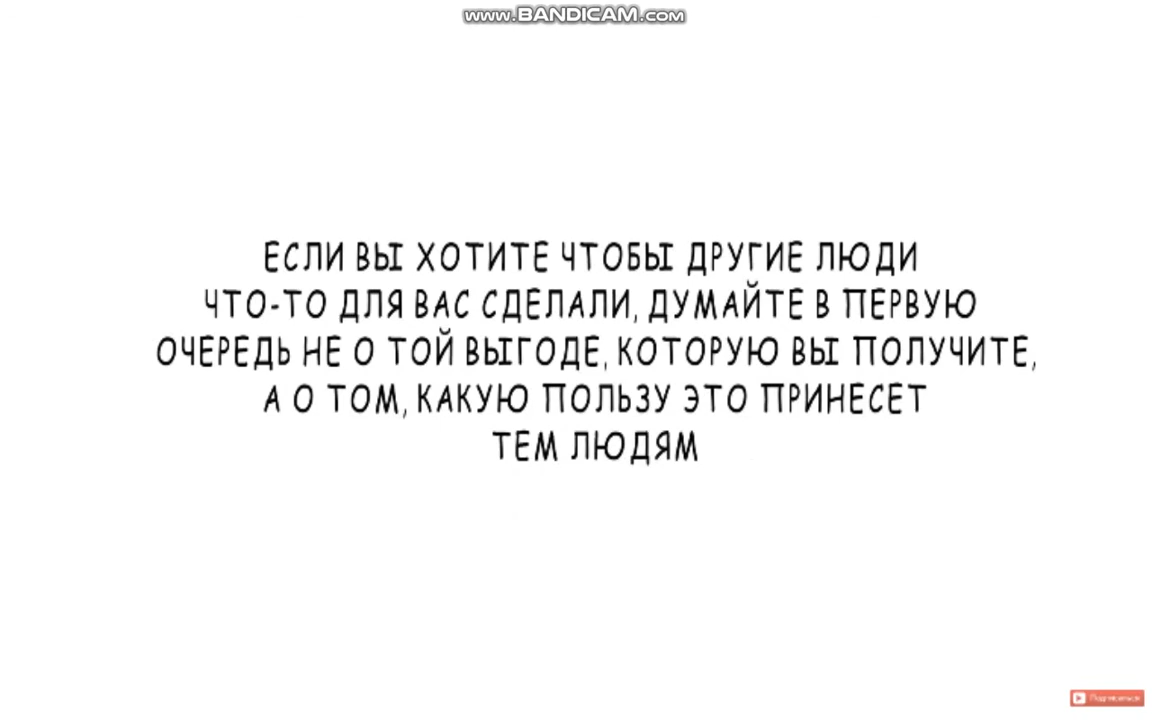 www.BANDICAM.com
ЕСЛИ ВЫ ХОТИТЕ ЧТОБЫ ДРУГИЕ ЛЮДИ
ЧТО-ТО ДЛЯ ВАС СДЕЛАЛИ, ДУМАЙТЕ В ПЕРВУЮ
ОЧЕРЕДЬ НЕ О ТОЙ ВЫГОДЕ, КОТОРУЮ ВЫ ПОЛУЧИТЕ,
А О ТОМ, КАКУЮ ПОЛЬЗУ ЭТО ПРИНЕСЕТ
ТЕМ ЛЮДЯМ
Подписаться